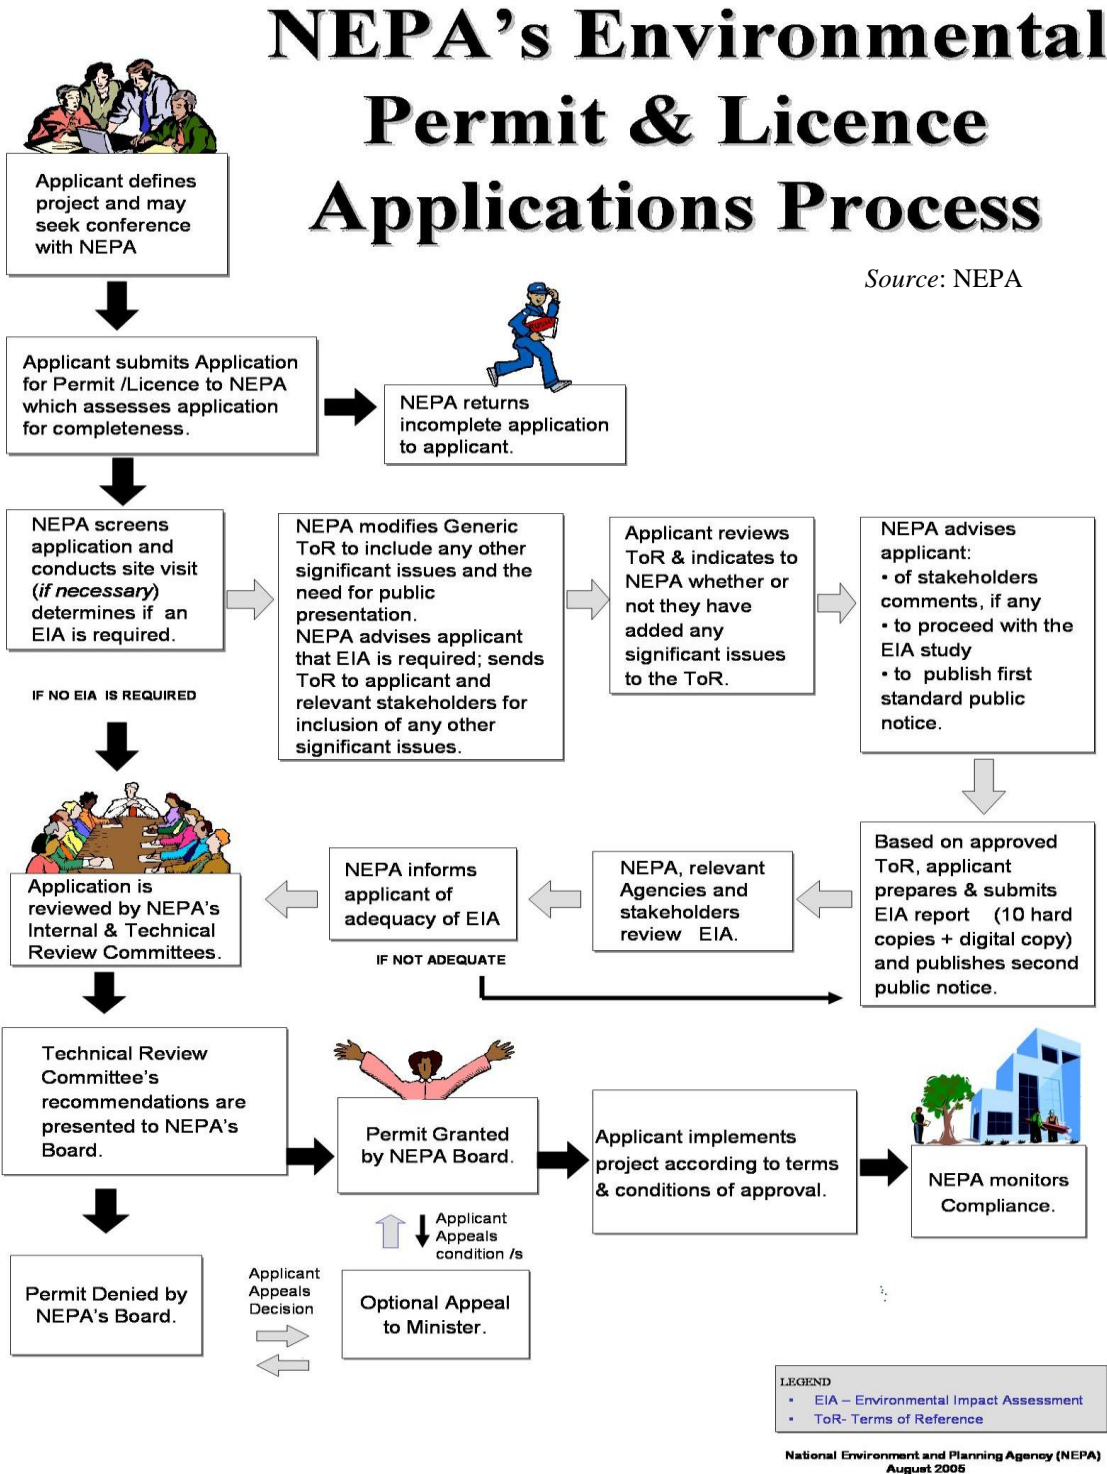 NEPA's Environmental
Permit & Licence
Applications Process
Source: NEPA
Applicant defines
project and may
seek conference
with NEPA
Applicant submits Application
for Permit /Licence to NEPA
which assesses application
for completeness.
NEPA returns
incomplete application
to applicant.
NEPA screens
application and
conducts site visit
(if necessary)
determines if an
EIA is required.
NEPA modifies Generic
ToR to include any other
significant issues and the
need for public
presentation.
NEPA advises applicant
that EIA is required; sends
ToR to applicant and
relevant stakeholders for
inclusion of any other
significant issues.
Applicant reviews
ToR & indicates to
NEPA whether or
not they have
added any
significant issues
to the ToR.
NEPA advises
applicant:
• of stakeholders
comments, if any
• to proceed with the
EIA study
• to publish first
standard public
notice.
IF NO EIA IS REQUIRED
Based on approved
ToR, applicant
prepares & submits
EIA report (10 hard
copies + digital copy)
and publishes second
public notice.
NEPA, relevant
Agencies and
stakeholders
review EIA.
NEPA informs
applicant of
adequacy of EIA
IF NOT ADEQUATE
Application is
reviewed by NEPA's
Internal & Technical
Review Committees.
Technical Review
Committee's
recommendations are
presented to NEPA's
Board.
Permit Granted
by NEPA Board.
Applicant implements
project according to terms
& conditions of approval.
NEPA monitors
Compliance.
Applicant
Appeals
condition /s
Permit Denied by
NEPA's Board.
Applicant
Appeals
Decision
Optional Appeal
to Minister.
LEGEND
• EIA – Environmental Impact Assessment
• ToR- Terms of Reference
National Environment and Planning Agency (NEPA)
August 2005